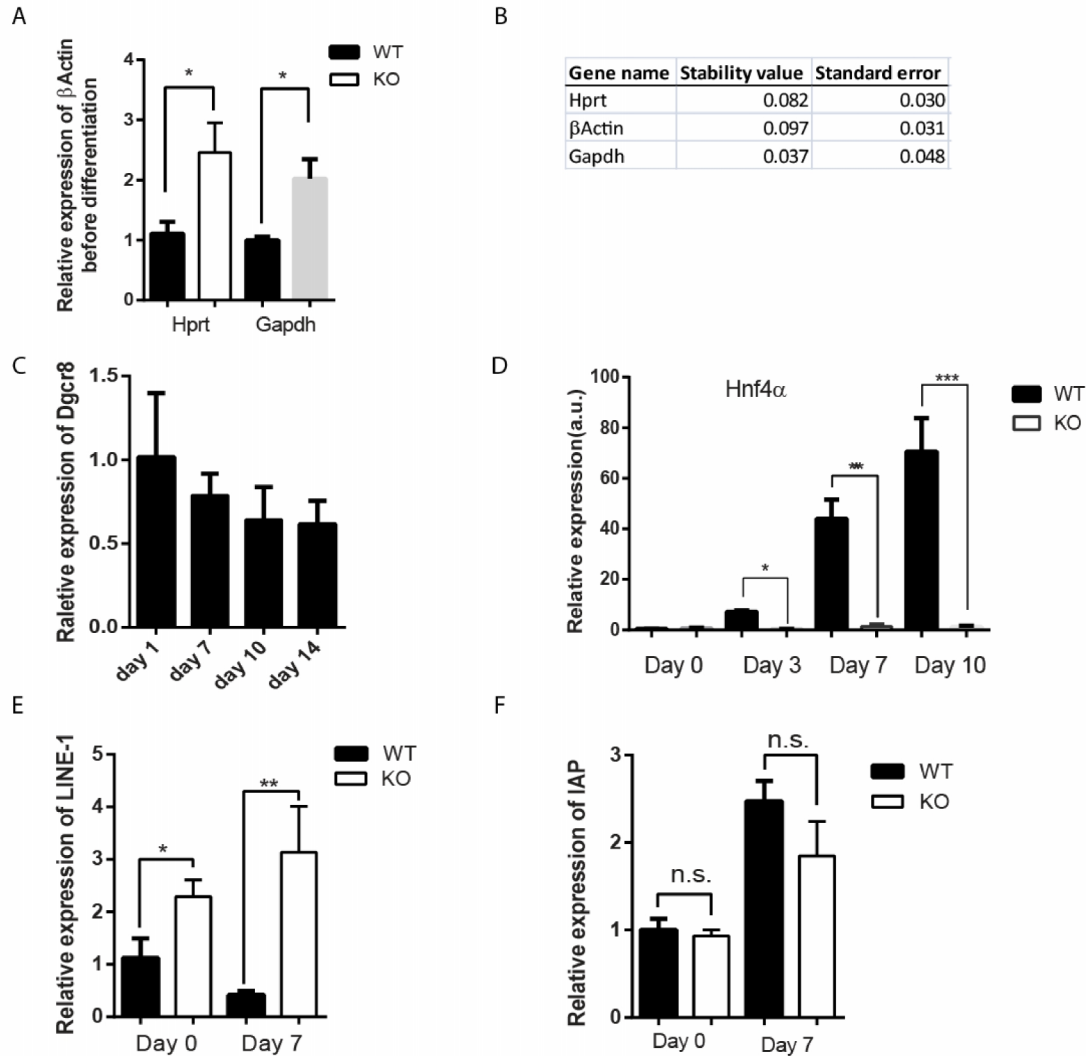 A
Relative expression of βActin
before differentiation
4
3
2
1
0
*
*
WT
KO
Hprt
Gapdh
B
Gene name Stability value Standard error
Hprt 0.082 0.030
βActin 0.097 0.031
Gapdh 0.037 0.048
C
Raletive expression of Dgcr8
1.5
1.0
0.5
0.0
day 1
day 7
day 10
day 14
D
Hnf4α
Relative expression(a.u.)
100
80
60
40
20
0
*
***
***
WT
KO
Day 0
Day 3
Day 7
Day 10
E
Relative expression of LINE-1
5
4
3
2
1
0
*
**
WT
KO
Day 0
Day 7
F
Relative expression of IAP
3
2
1
0
n.s.
n.s.
WT
KO
Day 0
Day 7